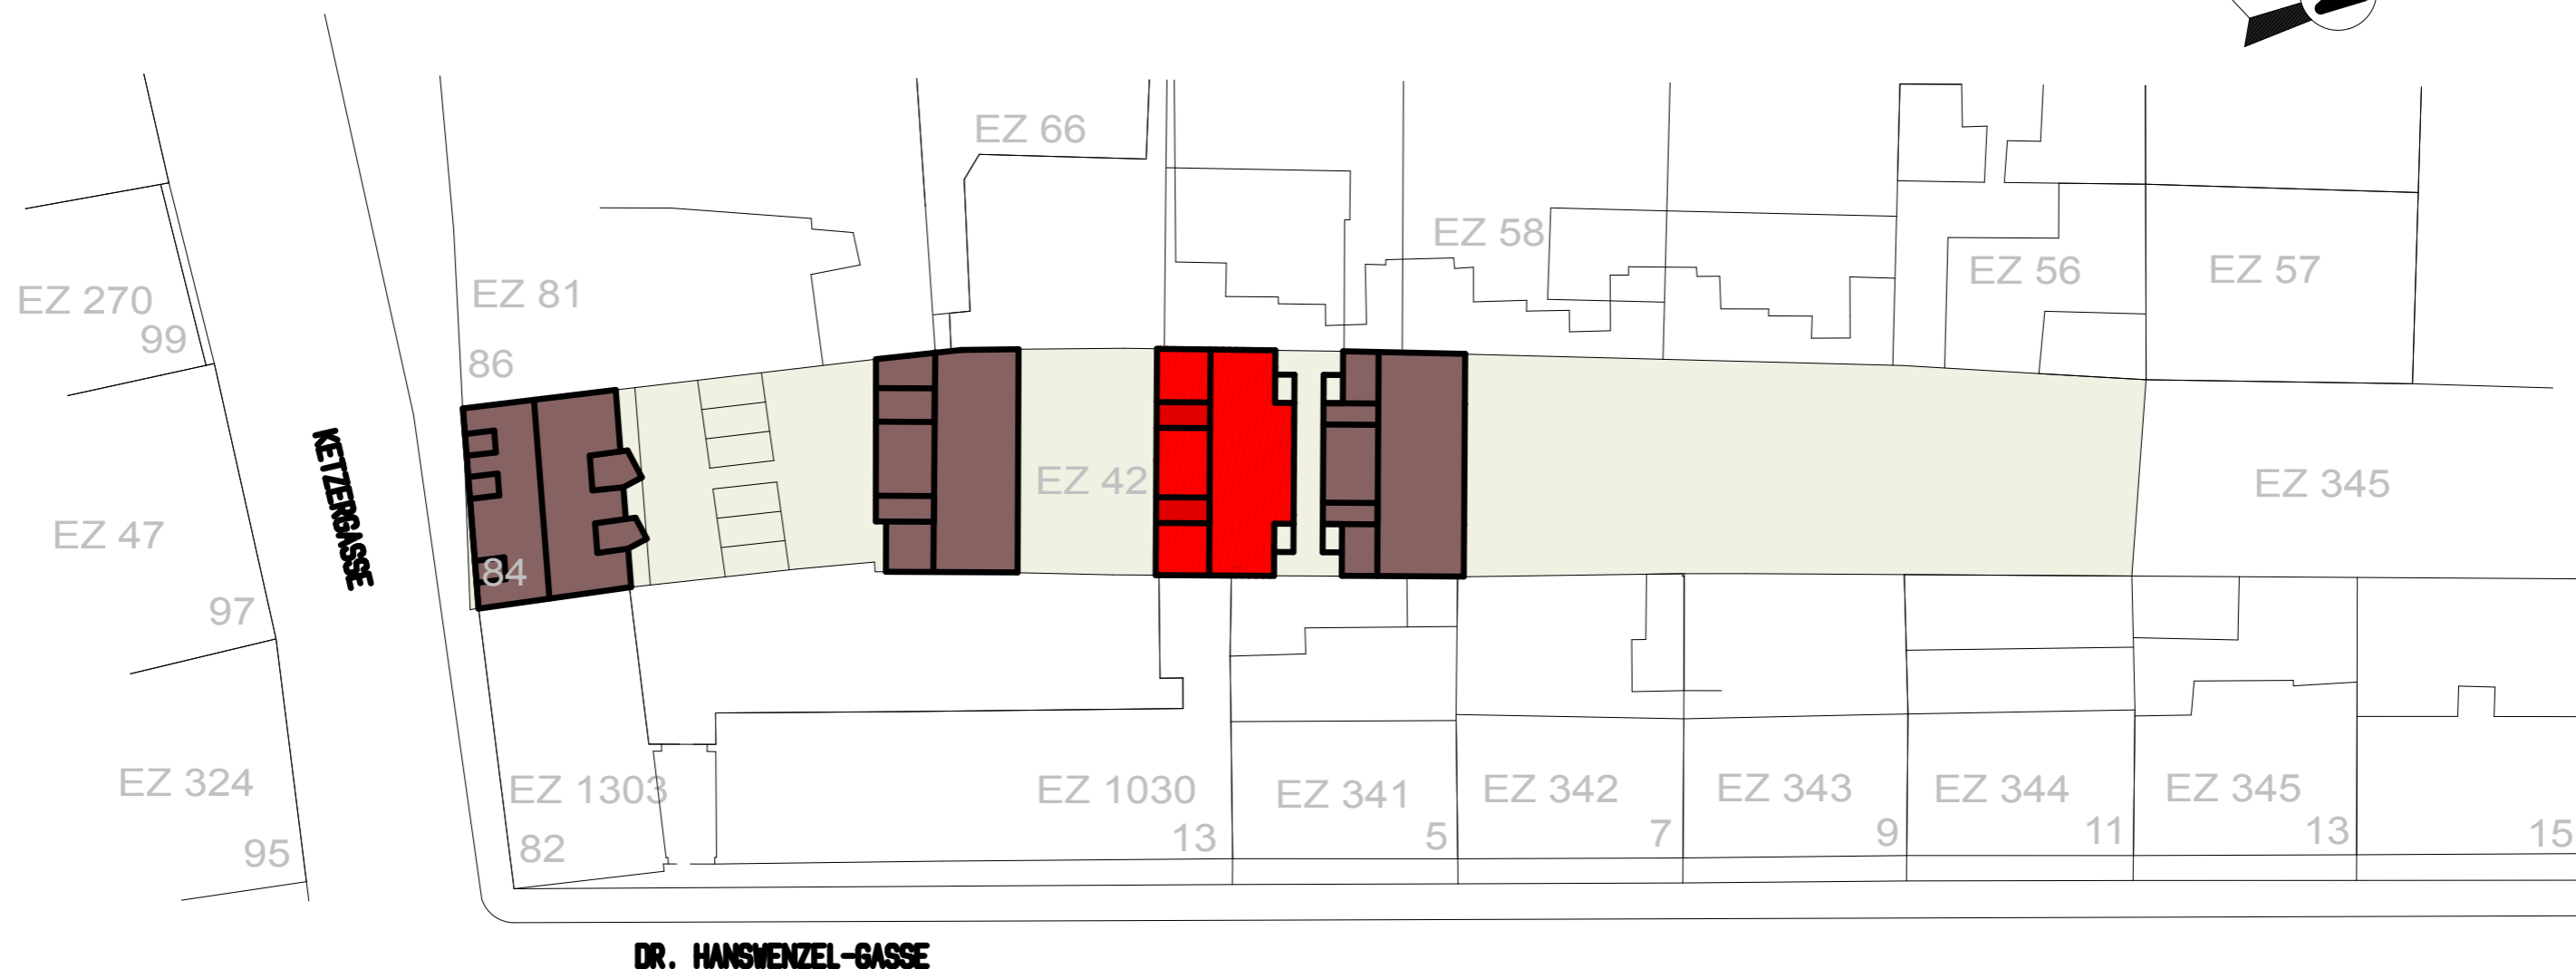 EZ 66
EZ 58
EZ 56
EZ 57
EZ 270
99
EZ 81
86
KETZERGASSE
EZ 42
EZ 345
EZ 47
84
97
EZ 324
95
EZ 1303
82
EZ 1030
13
EZ 341
5
EZ 342
7
EZ 343
9
EZ 344
11
EZ 345
13
15
DR. HANSWENZEL-GASSE